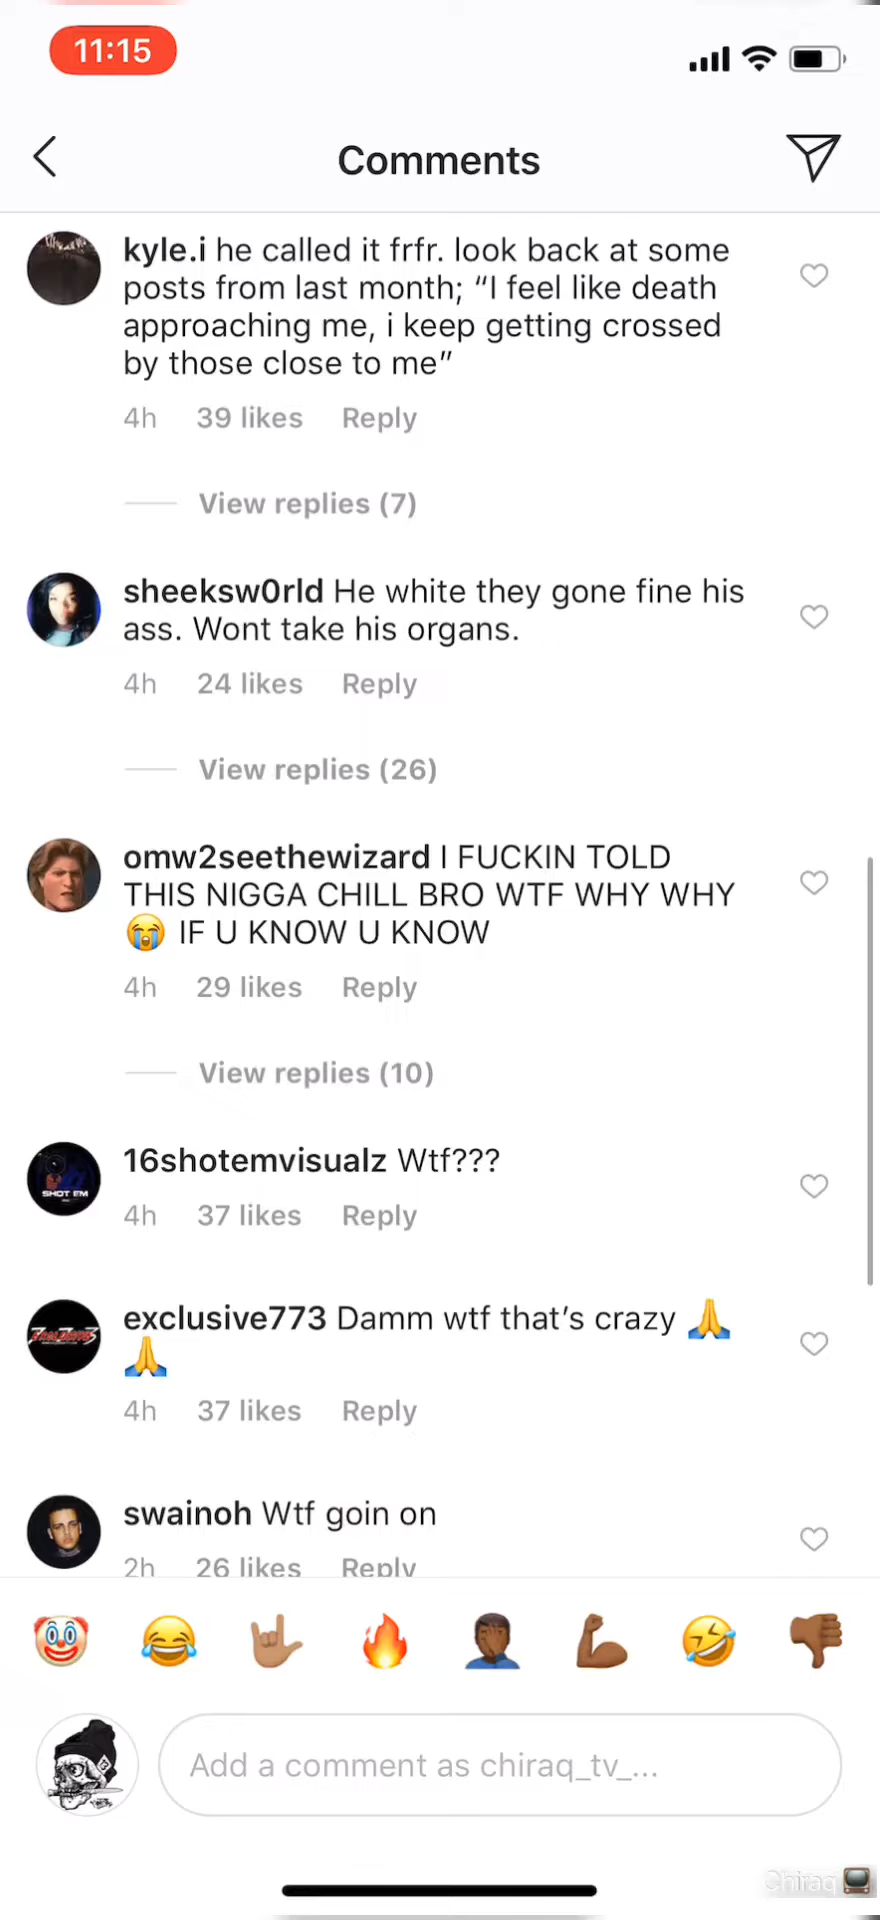 11:15
Comments
kyle.i he called it frfr. look back at some
posts from last month; “I feel like death
approaching me, i keep getting crossed
by those close to me”
4h 39 likes Reply
View replies (7)
sheeksw0rld He white they gone fine his
ass. Wont take his organs.
4h 24 likes Reply
View replies (26)
omw2seethewizard I FUCKIN TOLD
THIS NIGGA CHILL BRO WTF WHY WHY
😭 IF U KNOW U KNOW
4h 29 likes Reply
View replies (10)
SHOT EM
16shotemvisualz Wtf???
4h 37 likes Reply
exclusive773 Damm wtf that’s crazy 🙏
🙏
4h 37 likes Reply
swainoh Wtf goin on
2h 26 likes Reply
Add a comment as chiraq_tv_...
Chiraq